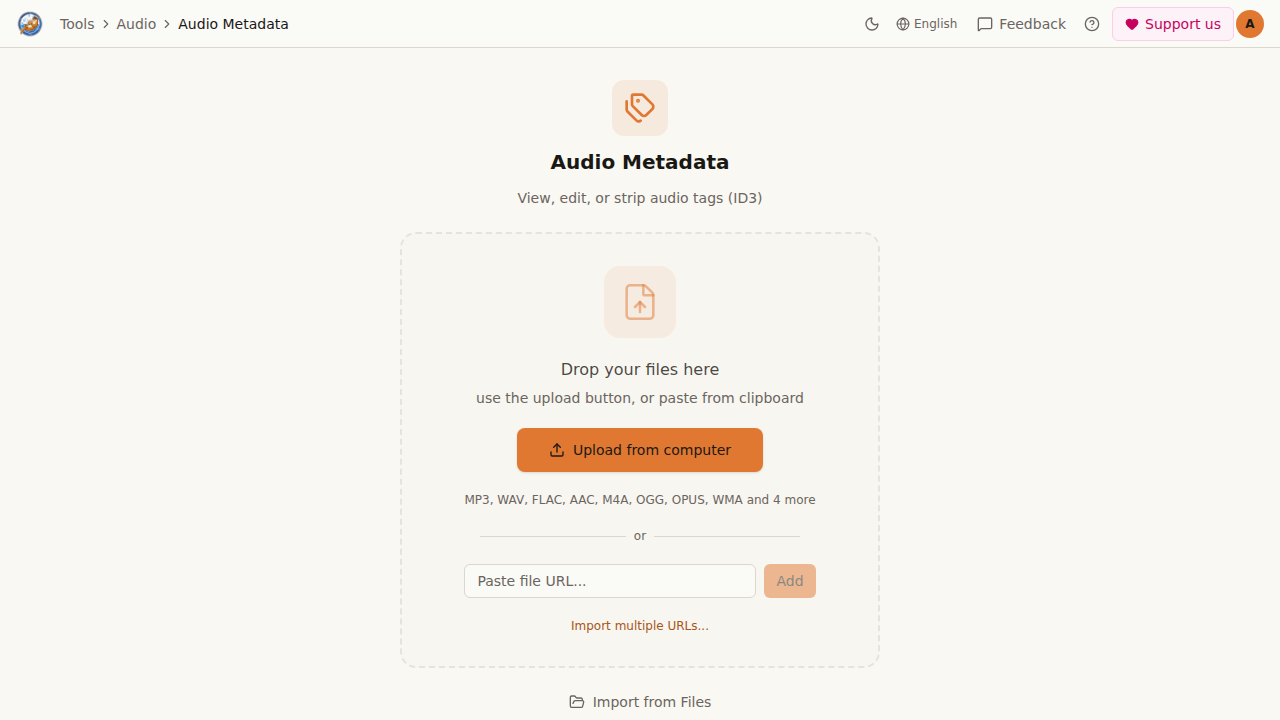 Tools > Audio > Audio Metadata
English
Feedback
Support us
A
Audio Metadata
View, edit, or strip audio tags (ID3)
Drop your files here
use the upload button, or paste from clipboard
Upload from computer
MP3, WAV, FLAC, AAC, M4A, OGG, OPUS, WMA and 4 more
or
Paste file URL...
Add
Import multiple URLs...
Import from Files